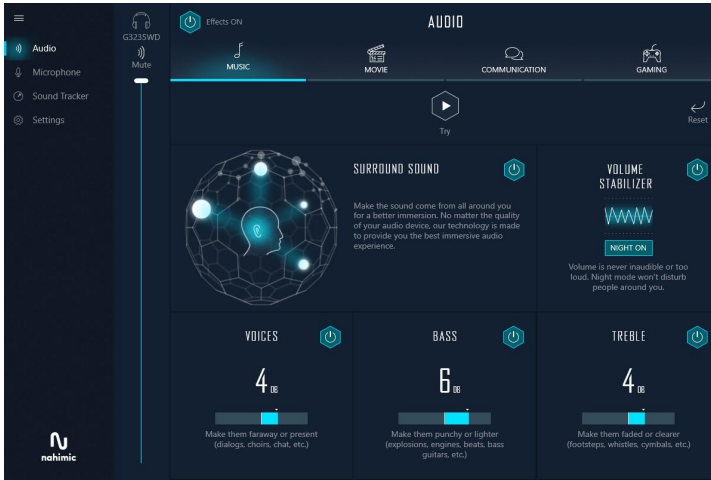 Audio
Microphone
Sound Tracker
Settings
nahimic
G3235WD
Mute
Effects ON
AUDIO
MUSIC
MOVIE
COMMUNICATION
GAMING
Try
Reset
SURROUND SOUND
Make the sound come from all around you
for a better immersion. No matter the quality
of your audio device, our technology is made
to provide you the best immersive audio
experience.
VOLUME
STABILIZER
NIGHT ON
Volume is never inaudible or too
loud. Night mode won't disturb
people around you.
VOICES
4 DB
Make them faraway or present
(dialogs, choirs, chat, etc.)
BASS
6 DB
Make them punchy or lighter
(explosions, engines, beats, bass
guitars, etc.)
TREBLE
4 DB
Make them faded or clearer
(footsteps, whistles, cymbals, etc.)